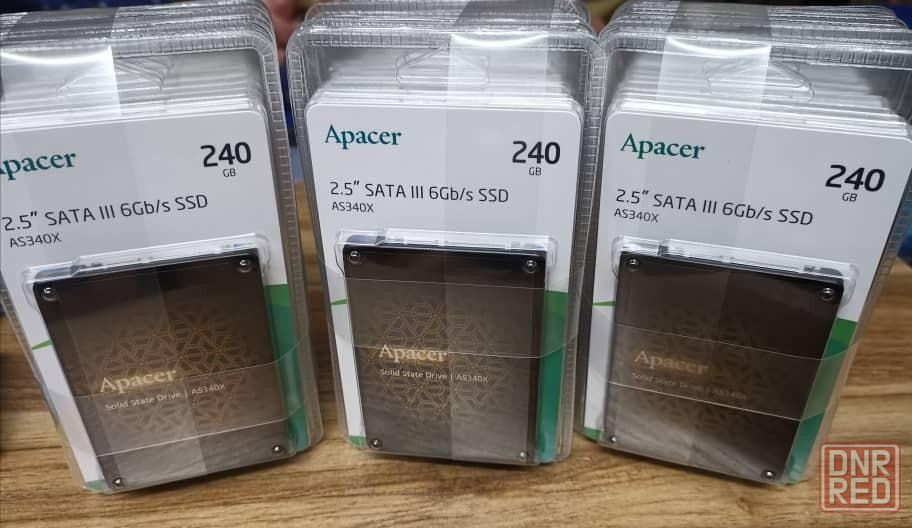 Apacer
240
GB
2.5” SATA III 6Gb/s SSD
AS340X
Apacer
Solid State Drive | AS340X
Apacer
240
GB
2.5” SATA III 6Gb/s SSD
AS340X
Apacer
Solid State Drive | AS340X
Apacer
240
GB
2.5” SATA III 6Gb/s SSD
AS340X
Apacer
Solid State Drive | AS340X
DNR
RED